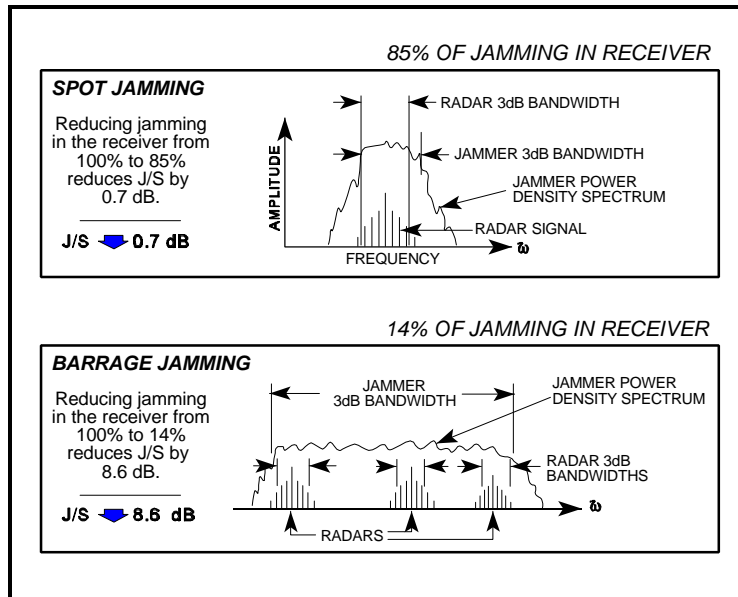 85% OF JAMMING IN RECEIVER
SPOT JAMMING
Reducing jamming
in the receiver from
100% to 85%
reduces J/S by
0.7 dB.
J/S 0.7 dB
AMPLITUDE
FREQUENCY
ω
RADAR 3dB BANDWIDTH
JAMMER 3dB BANDWIDTH
JAMMER POWER
DENSITY SPECTRUM
RADAR SIGNAL
14% OF JAMMING IN RECEIVER
BARRAGE JAMMING
Reducing jamming
in the receiver from
100% to 14%
reduces J/S by
8.6 dB.
J/S 8.6 dB
JAMMER
3dB BANDWIDTH
JAMMER POWER
DENSITY SPECTRUM
RADAR 3dB
BANDWIDTHS
ω
RADARS